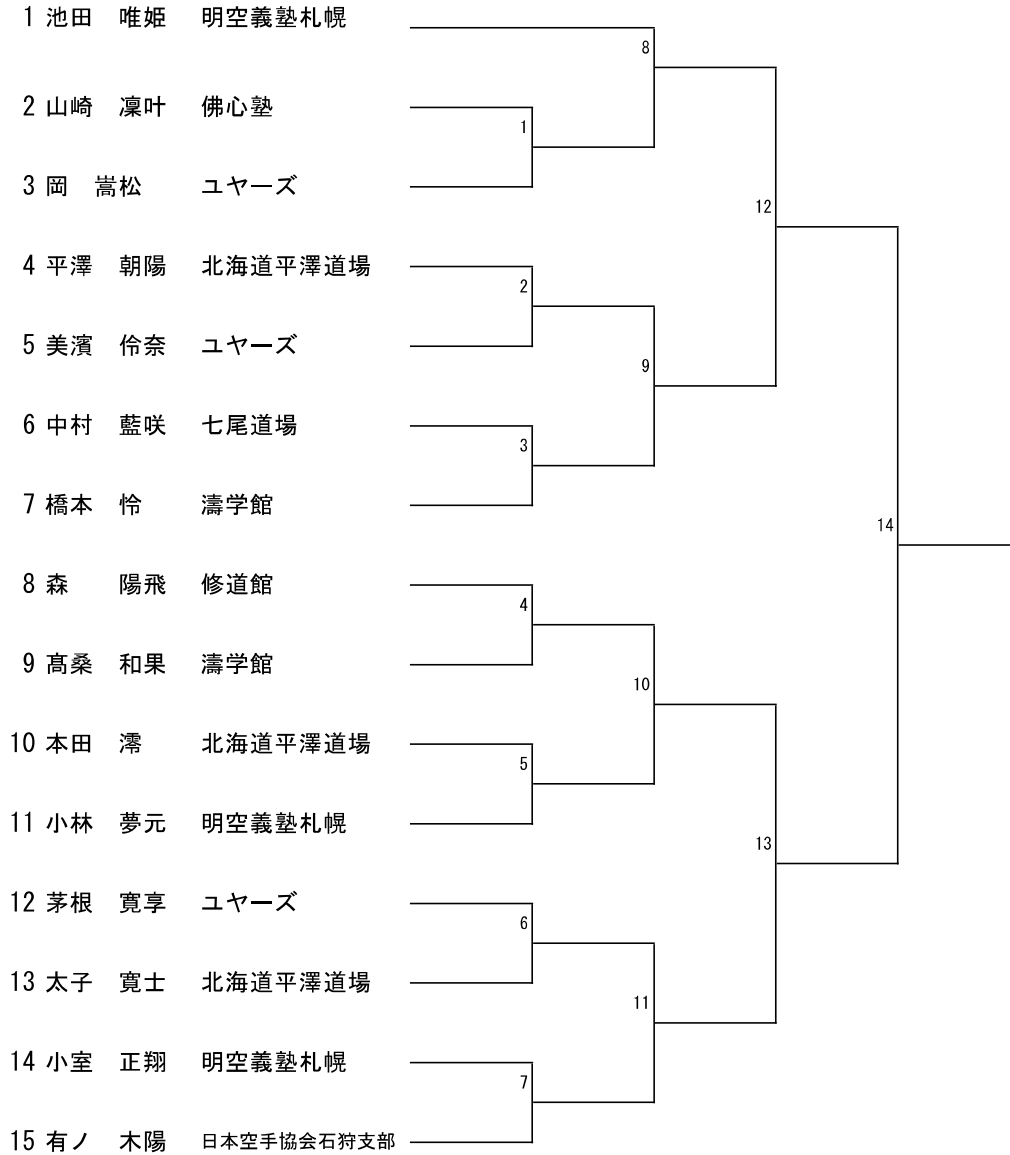 1 池田 唯姫 明空義塾札幌
8
2 山崎 凜叶 佛心塾
1
3 岡 嵩松 ユヤーズ
12
4 平澤 朝陽 北海道平澤道場
2
5 美濱 伶奈 ユヤーズ
9
6 中村 藍咲 七尾道場
3
7 橋本 怜 濤学館
14
8 森 陽飛 修道館
4
9 髙桑 和果 濤学館
10
10 本田 澪 北海道平澤道場
5
11 小林 夢元 明空義塾札幌
13
12 茅根 寛享 ユヤーズ
6
13 太子 寛士 北海道平澤道場
11
14 小室 正翔 明空義塾札幌
7
15 有ノ 木陽 日本空手協会石狩支部